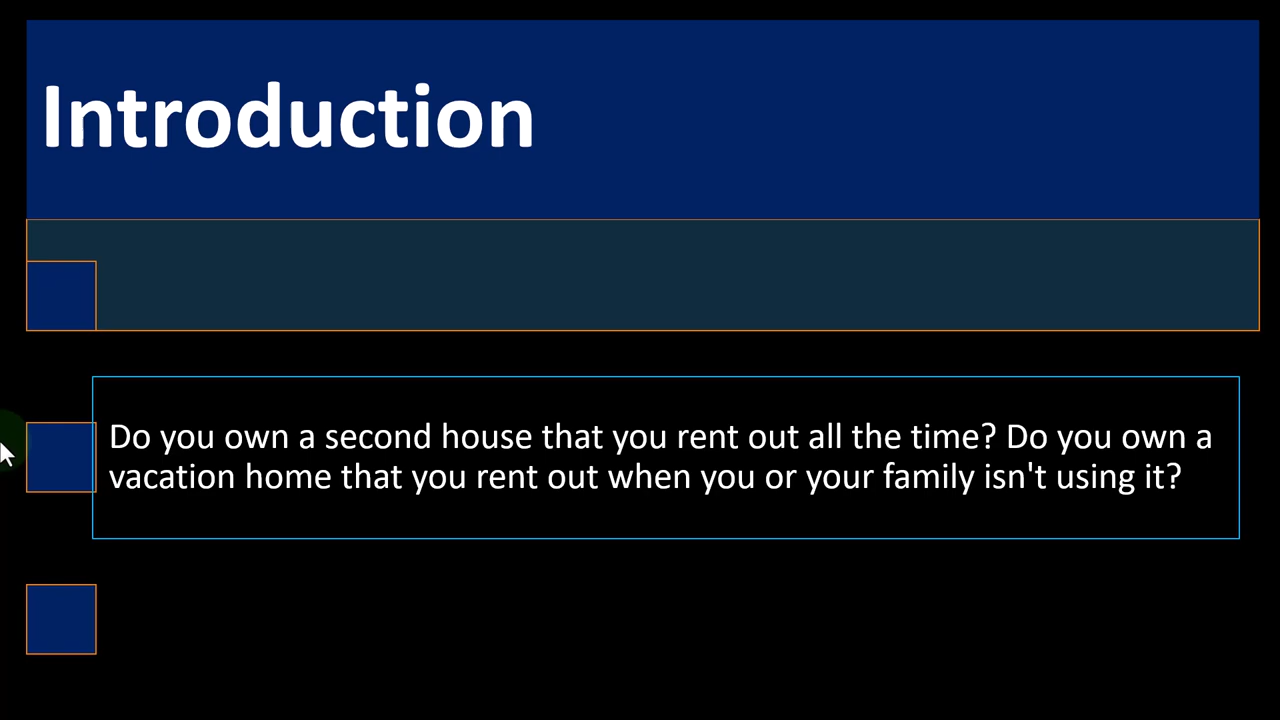 Introduction
Do you own a second house that you rent out all the time? Do you own a
vacation home that you rent out when you or your family isn't using it?